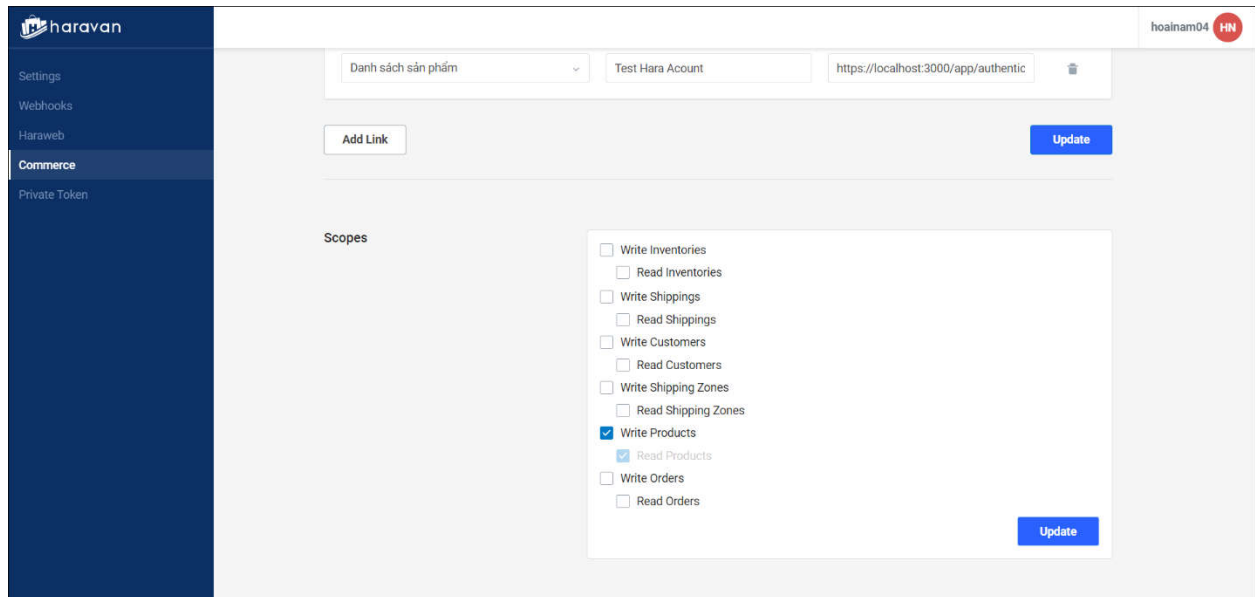 haravan
hoainam04 HN
Settings
Webhooks
Haraweb
Commerce
Private Token
Danh sách sản phẩm
Test Hara Acount
https://localhost:3000/app/authentic
Add Link
Update
Scopes
Write Inventories
Read Inventories
Write Shippings
Read Shippings
Write Customers
Read Customers
Write Shipping Zones
Read Shipping Zones
Write Products
Read Products
Write Orders
Read Orders
Update